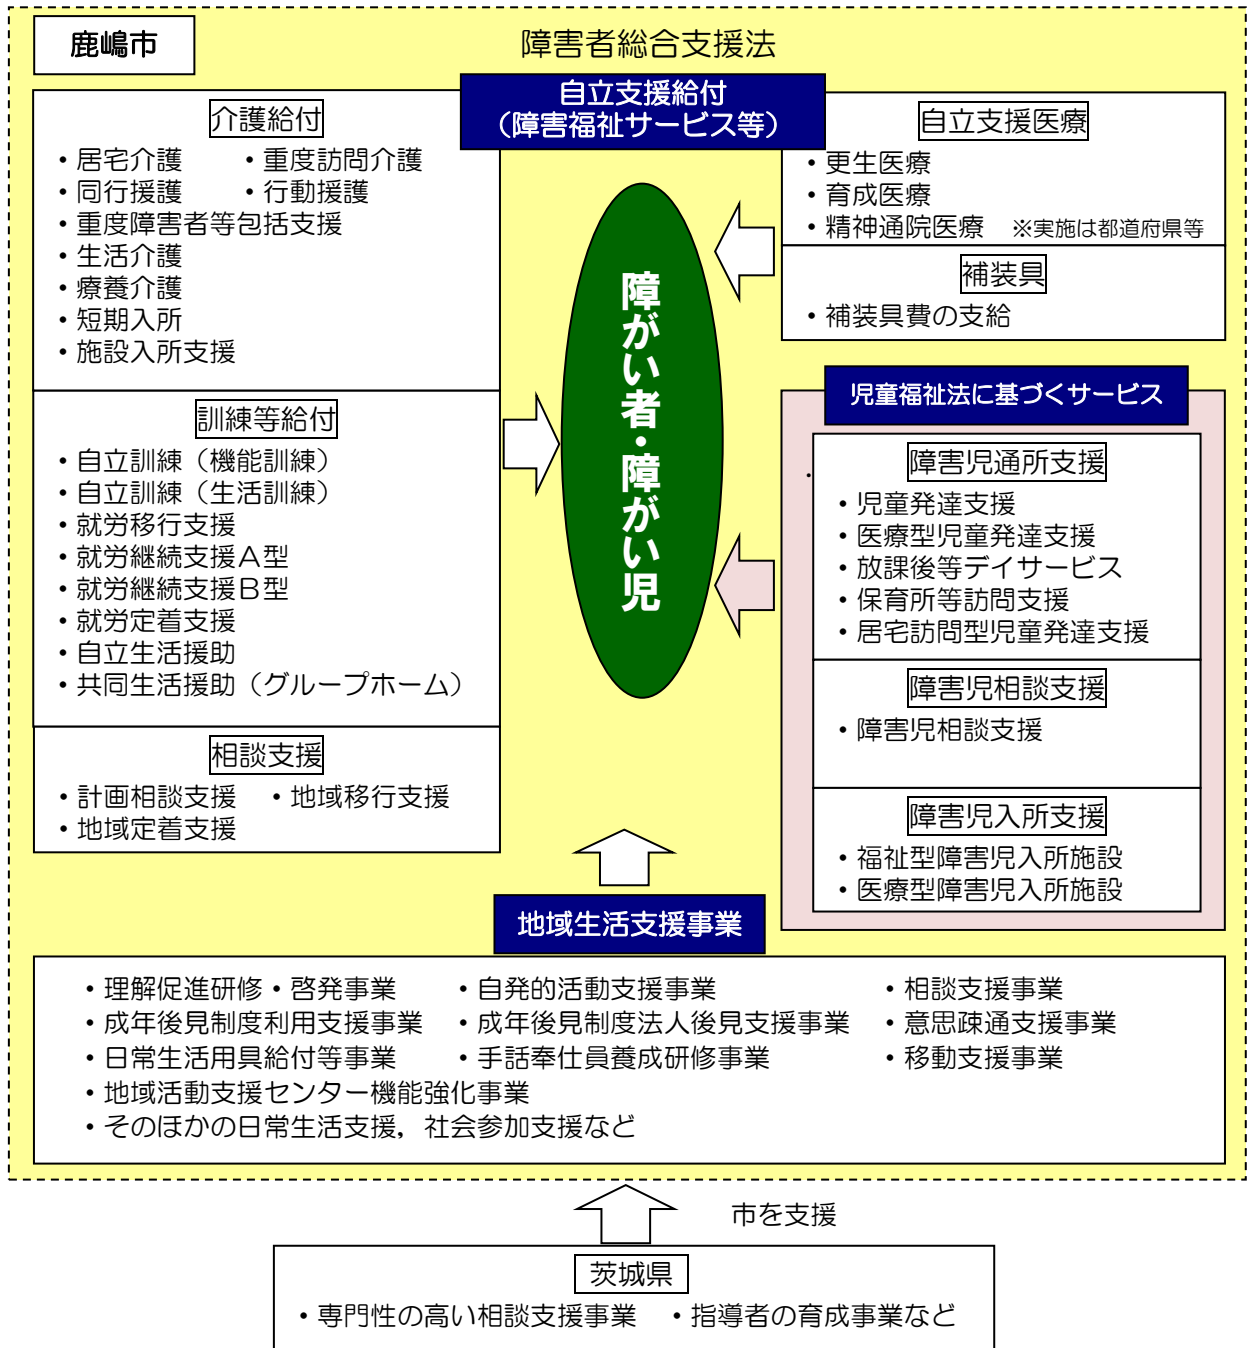 鹿嶋市
障害者総合支援法
自立支援給付
（障害福祉サービス等）
介護給付
・居宅介護　・重度訪問介護
・同行援護　・行動援護
・重度障害者等包括支援
・生活介護
・療養介護
・短期入所
・施設入所支援
訓練等給付
・自立訓練（機能訓練）
・自立訓練（生活訓練）
・就労移行支援
・就労継続支援Ａ型
・就労継続支援Ｂ型
・就労定着支援
・自立生活援助
・共同生活援助（グループホーム）
相談支援
・計画相談支援　・地域移行支援
・地域定着支援
障がい者・障がい児
自立支援医療
・更生医療
・育成医療
・精神通院医療　※実施は都道府県等
補装具
・補装具費の支給
児童福祉法に基づくサービス
障害児通所支援
・児童発達支援
・医療型児童発達支援
・放課後等デイサービス
・保育所等訪問支援
・居宅訪問型児童発達支援
障害児相談支援
・障害児相談支援
障害児入所支援
・福祉型障害児入所施設
・医療型障害児入所施設
地域生活支援事業
・理解促進研修・啓発事業　・自発的活動支援事業　・相談支援事業
・成年後見制度利用支援事業　・成年後見制度法人後見支援事業　・意思疎通支援事業
・日常生活用具給付等事業　・手話奉仕員養成研修事業　・移動支援事業
・地域活動支援センター機能強化事業
・そのほかの日常生活支援，社会参加支援など
市を支援
茨城県
・専門性の高い相談支援事業　・指導者の育成事業など